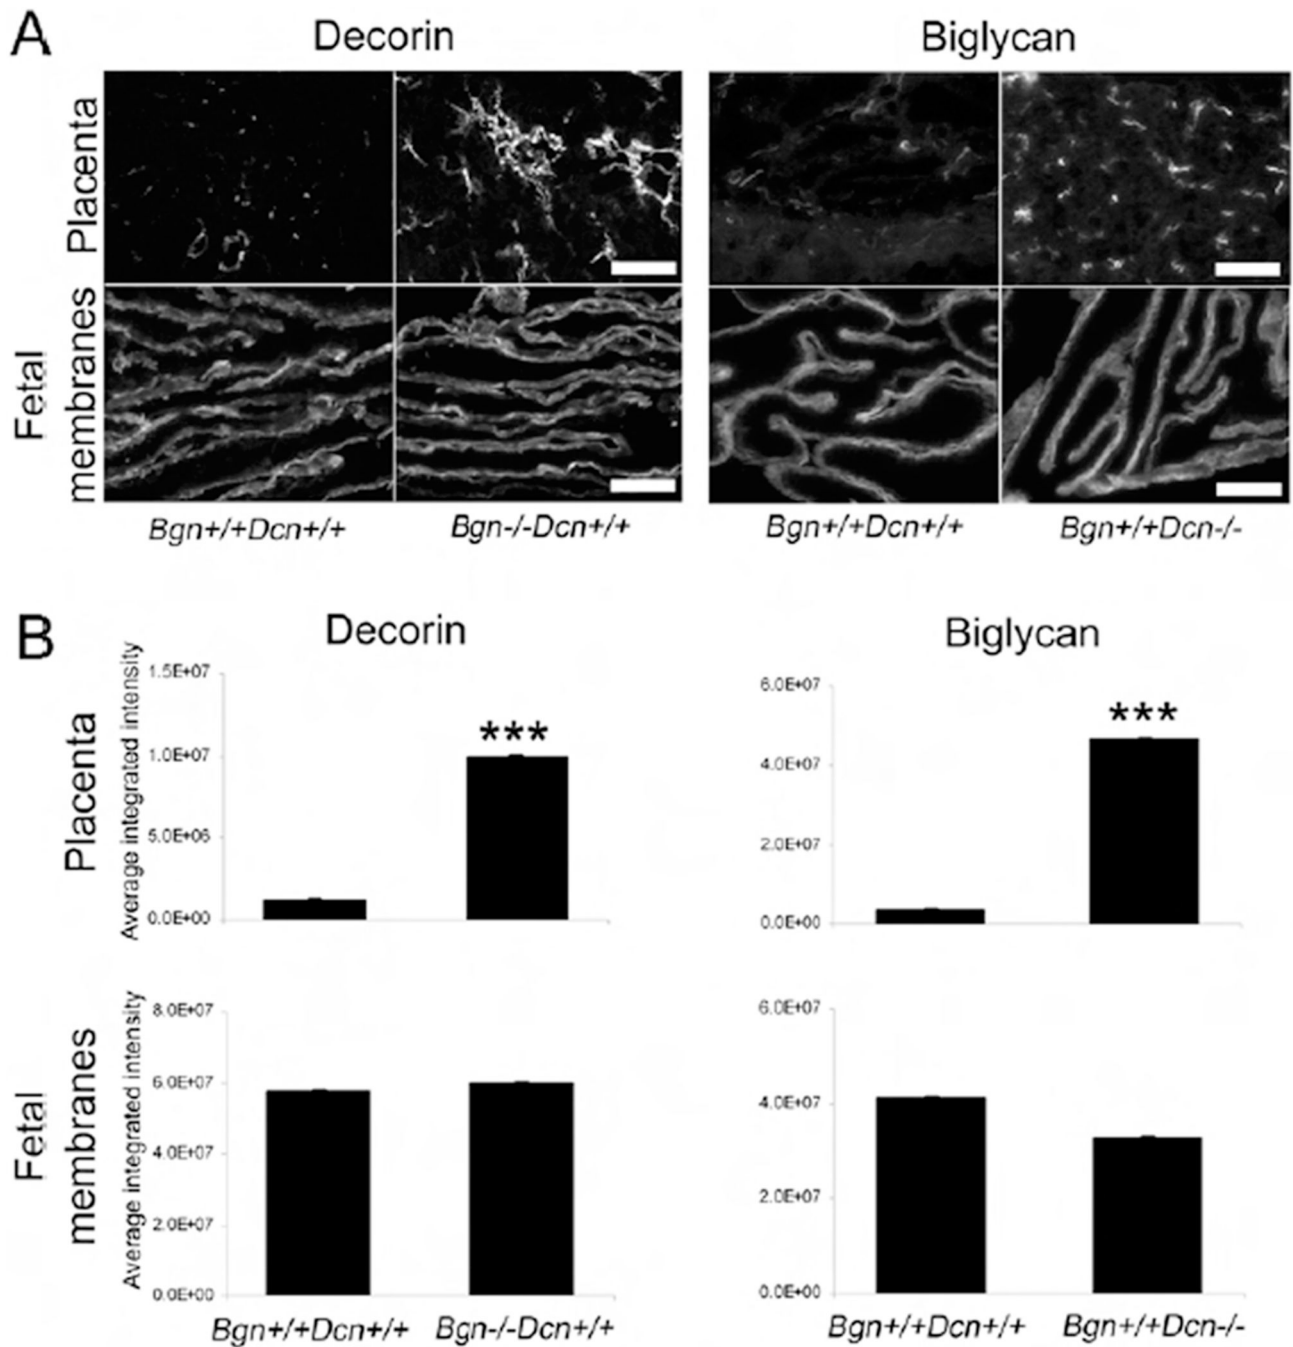 A
Decorin
Biglycan
Placenta
Fetal
membranes
Bgn+/+Dcn+/+
Bgn-/-Dcn+/+
Bgn+/+Dcn+/+
Bgn+/+Dcn-/-
B
Decorin
Biglycan
Placenta
Average integrated intensity
1.5E+07
1.0E+07
5.0E+06
0.0E+00
***
6.0E+07
4.0E+07
2.0E+07
0.0E+00
***
Fetal
membranes
Average integrated intensity
8.0E+07
6.0E+07
4.0E+07
2.0E+07
0.0E+00
6.0E+07
4.0E+07
2.0E+07
0.0E+00
Bgn+/+Dcn+/+
Bgn-/-Dcn+/+
Bgn+/+Dcn+/+
Bgn+/+Dcn-/-